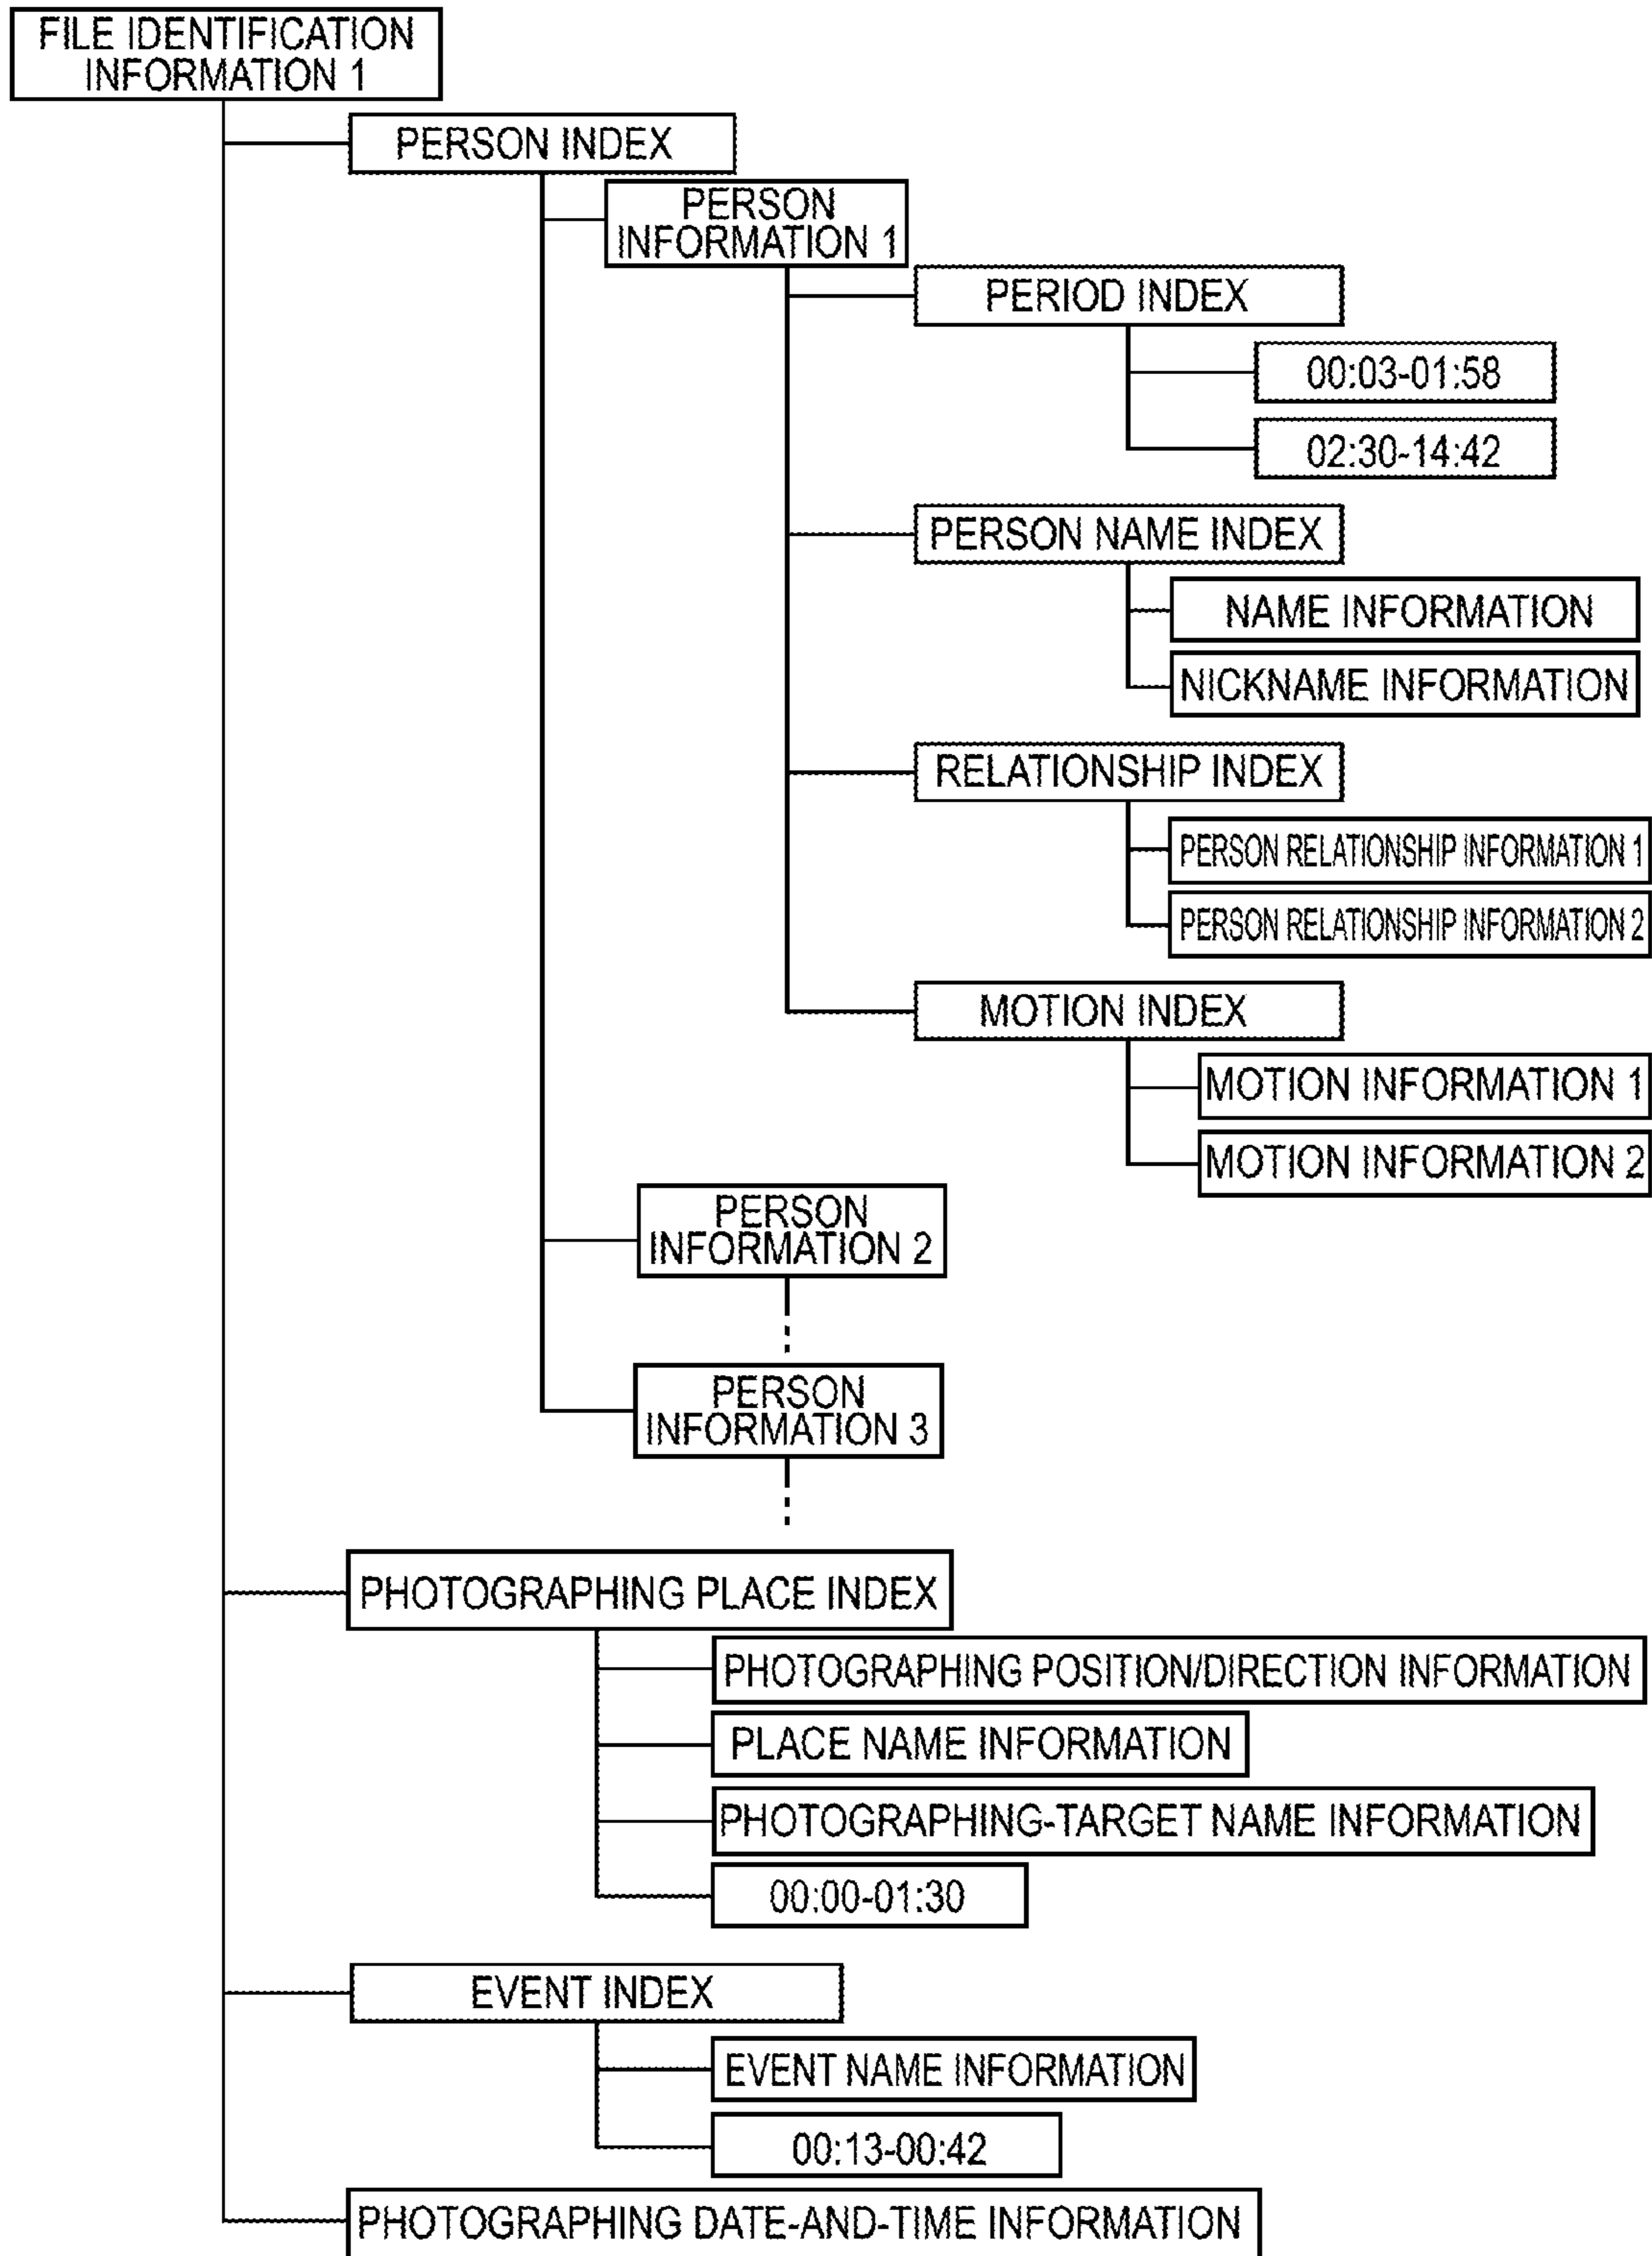 FILE IDENTIFICATION
INFORMATION 1
PERSON INDEX
PERSON
INFORMATION 1
PERIOD INDEX
00:03-01:58
02:30-14:42
PERSON NAME INDEX
NAME INFORMATION
NICKNAME INFORMATION
RELATIONSHIP INDEX
PERSON RELATIONSHIP INFORMATION 1
PERSON RELATIONSHIP INFORMATION 2
MOTION INDEX
MOTION INFORMATION 1
MOTION INFORMATION 2
PERSON
INFORMATION 2
PERSON
INFORMATION 3
PHOTOGRAPHING PLACE INDEX
PHOTOGRAPHING POSITION/DIRECTION INFORMATION
PLACE NAME INFORMATION
PHOTOGRAPHING-TARGET NAME INFORMATION
00:00-01:30
EVENT INDEX
EVENT NAME INFORMATION
00:13-00:42
PHOTOGRAPHING DATE-AND-TIME INFORMATION